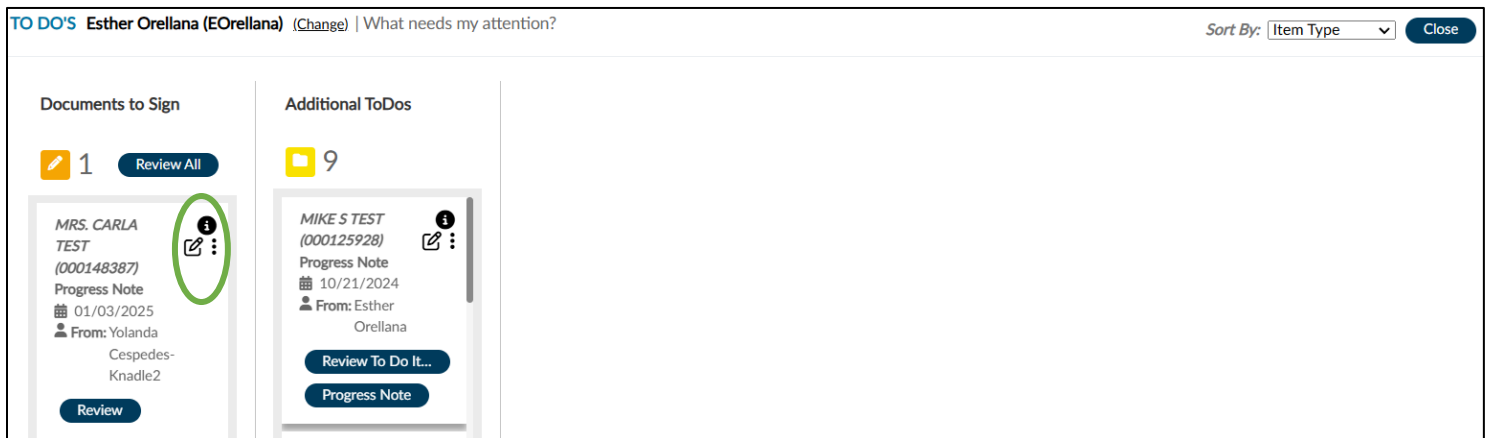 TO DO'S Esther Orellana (EOrellana) (Change) | What needs my attention?
Sort By: Item Type Close
Documents to Sign
1 Review All
MRS. CARLA
TEST
(000148387)
Progress Note
01/03/2025
From: Yolanda
Cespedes-
Knadle2
Review
Additional ToDos
9
MIKE S TEST
(000125928)
Progress Note
10/21/2024
From: Esther
Orellana
Review To Do It...
Progress Note